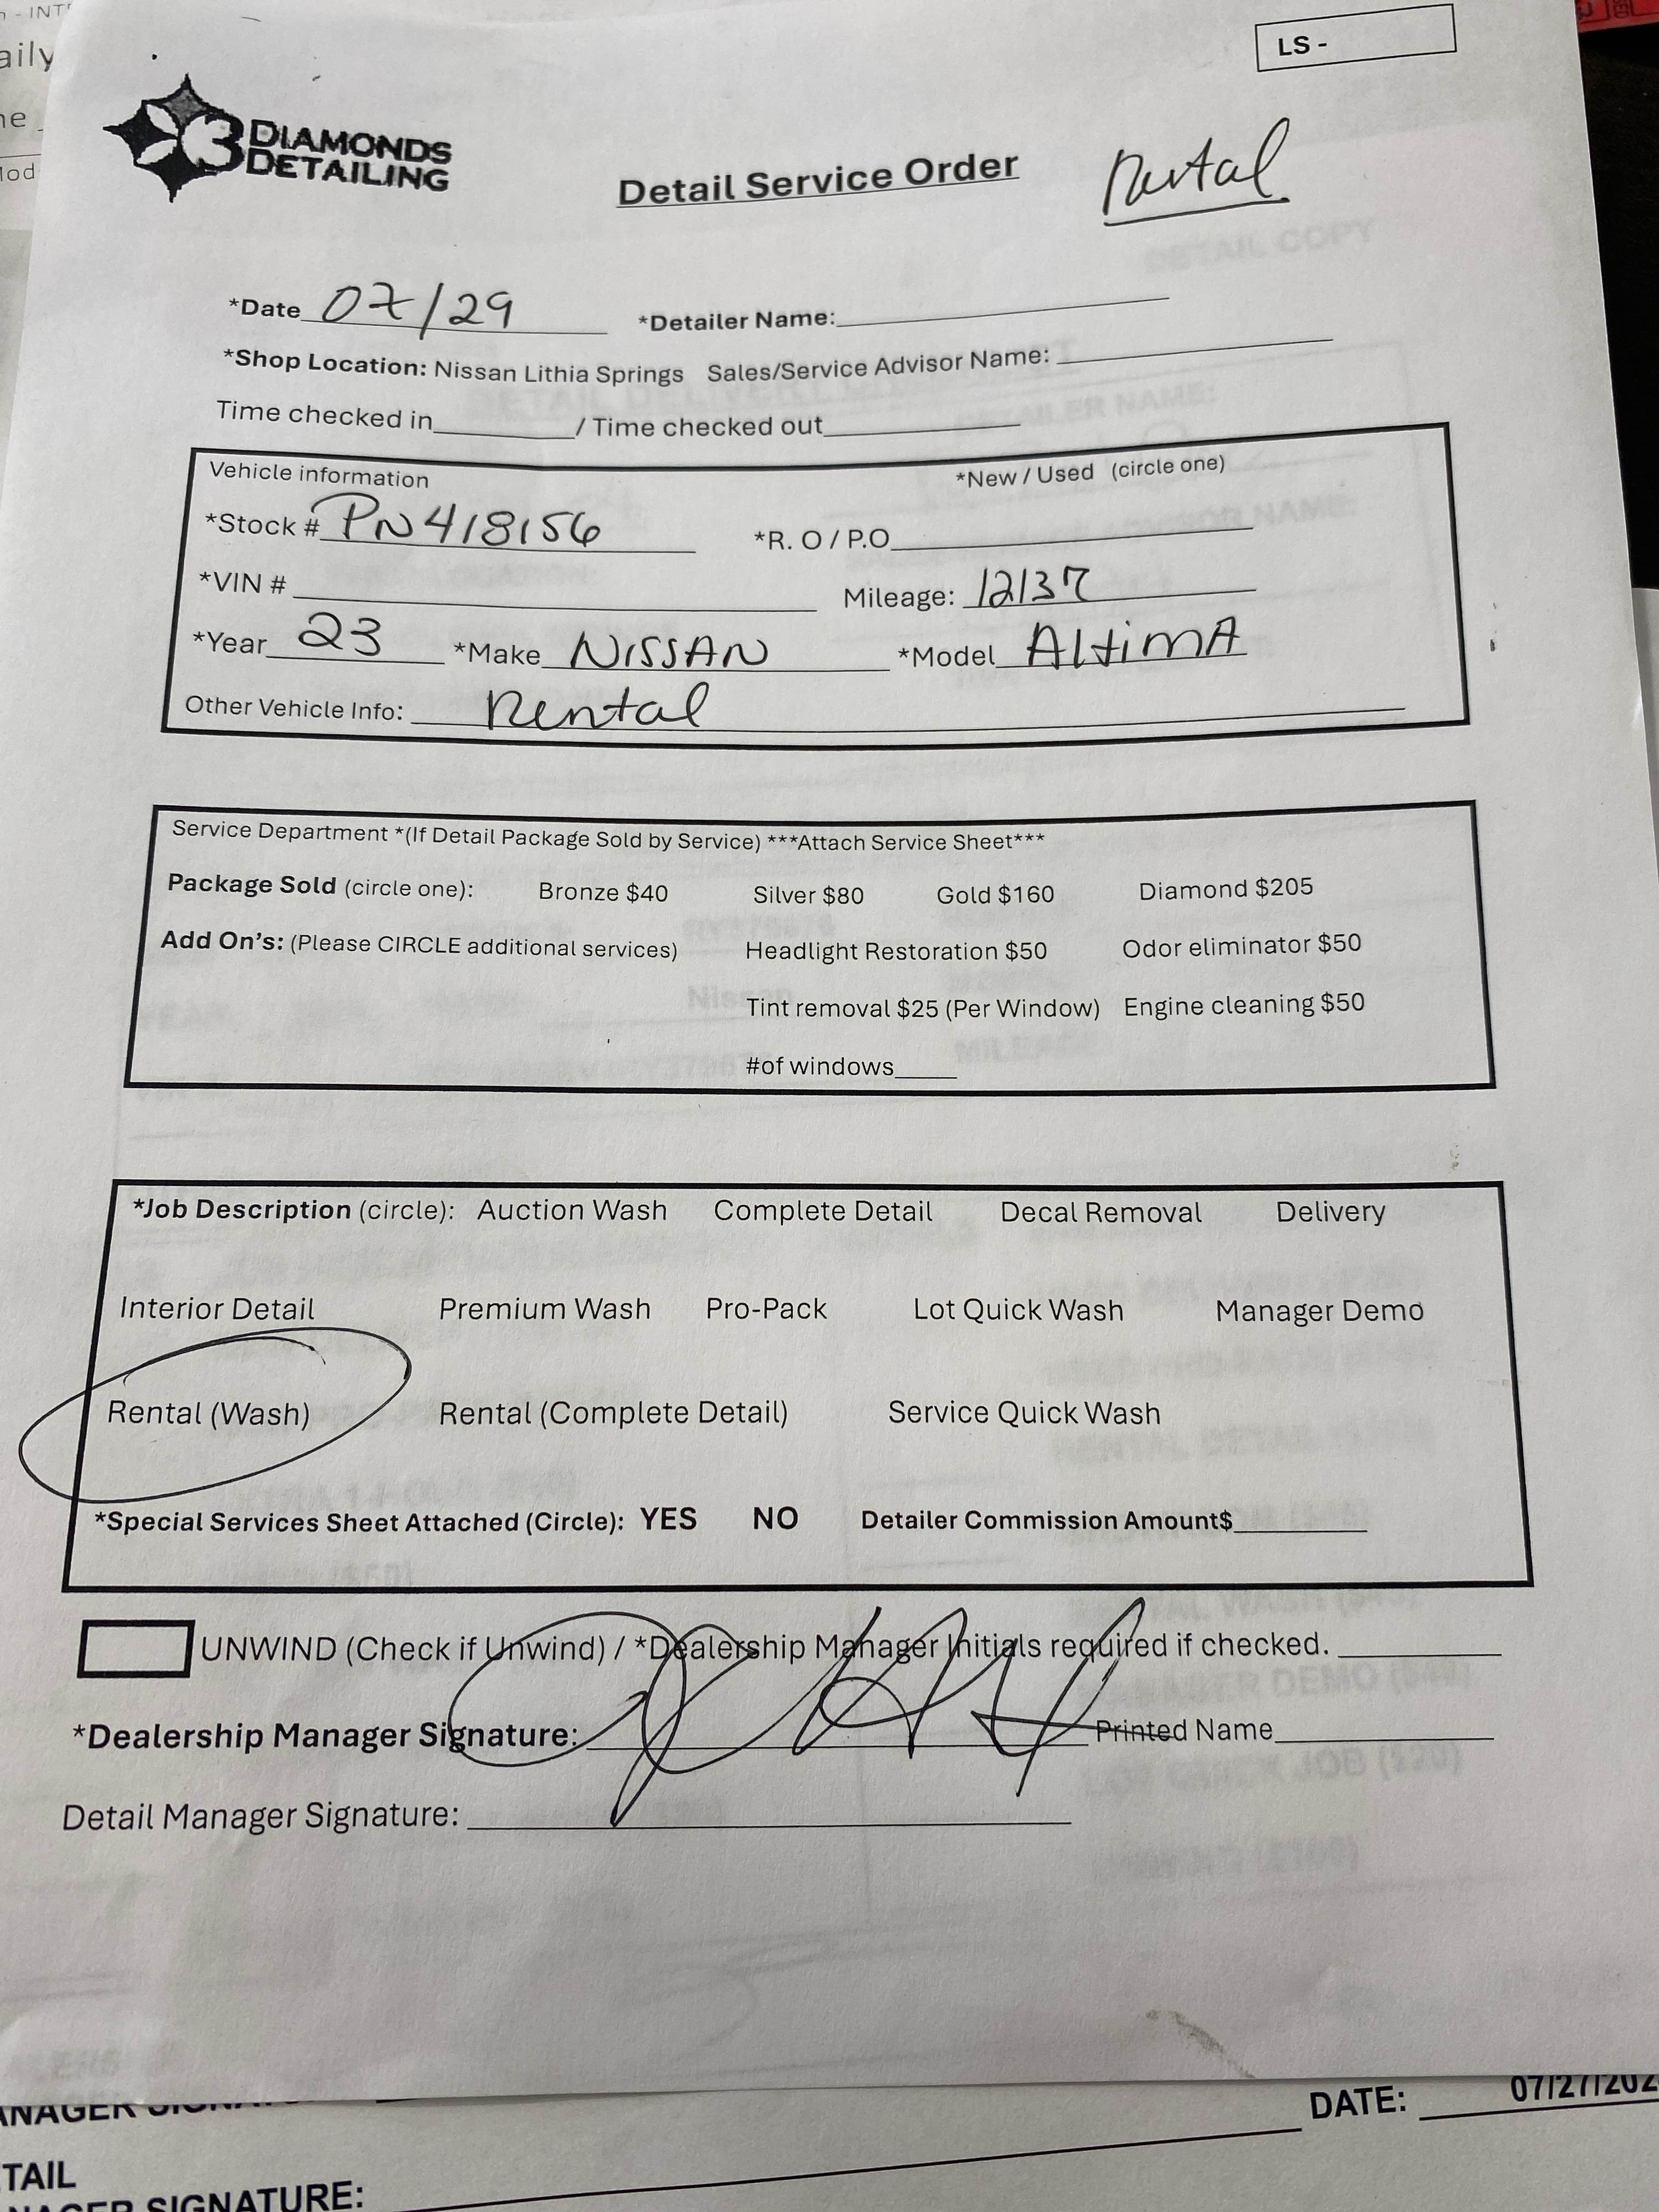 LS -
3 DIAMONDS
DETAILING
Detail Service Order
Rental
*Date 07/29 *Detailer Name:
*Shop Location: Nissan Lithia Springs Sales/Service Advisor Name:
Time checked in / Time checked out
Vehicle information *New / Used (circle one)
*Stock # PN418156 *R. O / P.O
*VIN # Mileage: 12137
*Year 23 *Make NISSAN *Model AltimA
Other Vehicle Info: Rental
Service Department *(If Detail Package Sold by Service) ***Attach Service Sheet***
Package Sold (circle one): Bronze $40 Silver $80 Gold $160 Diamond $205
Add On's: (Please CIRCLE additional services) Headlight Restoration $50 Odor eliminator $50
Tint removal $25 (Per Window) Engine cleaning $50
#of windows
*Job Description (circle): Auction Wash Complete Detail Decal Removal Delivery
Interior Detail Premium Wash Pro-Pack Lot Quick Wash Manager Demo
Rental (Wash) Rental (Complete Detail) Service Quick Wash
*Special Services Sheet Attached (Circle): YES NO Detailer Commission Amount$
UNWIND (Check if Unwind) / *Dealership Manager Initials required if checked.
*Dealership Manager Signature: Printed Name
Detail Manager Signature:
DATE: 07/27/202
TAIL
SIGNATURE: